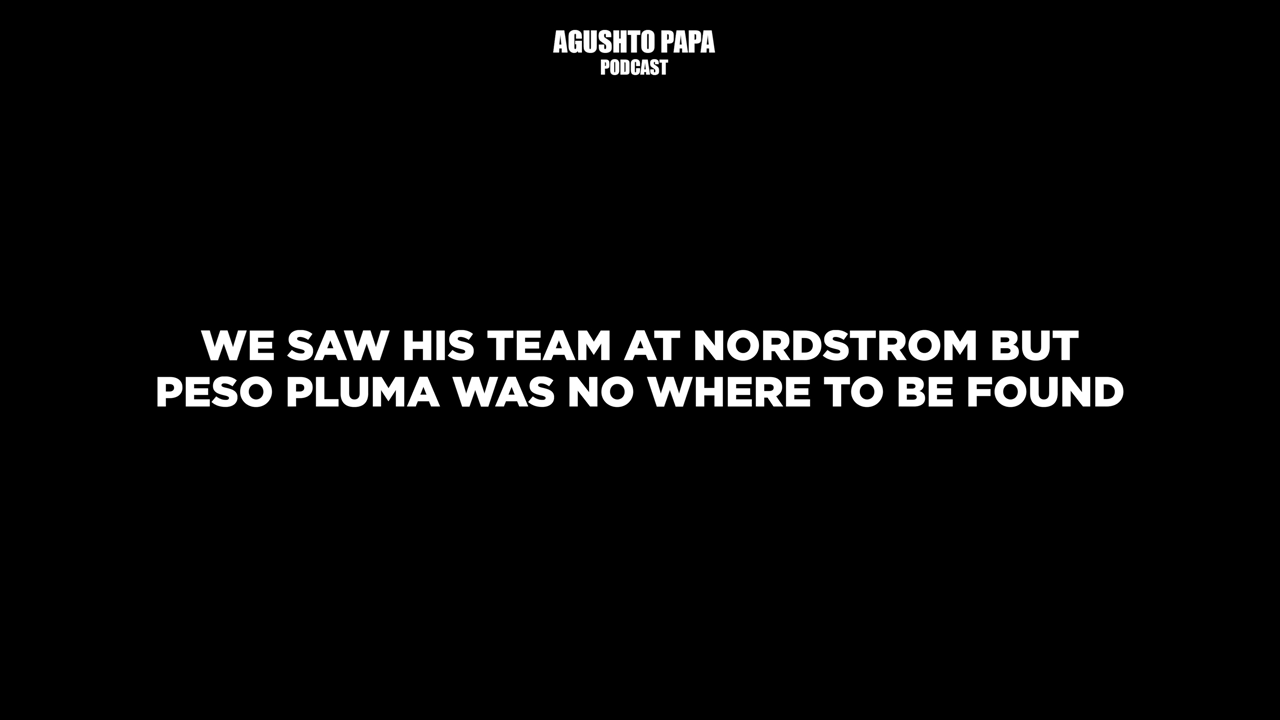 AGUSHTO PAPA
PODCAST
WE SAW HIS TEAM AT NORDSTROM BUT
PESO PLUMA WAS NO WHERE TO BE FOUND